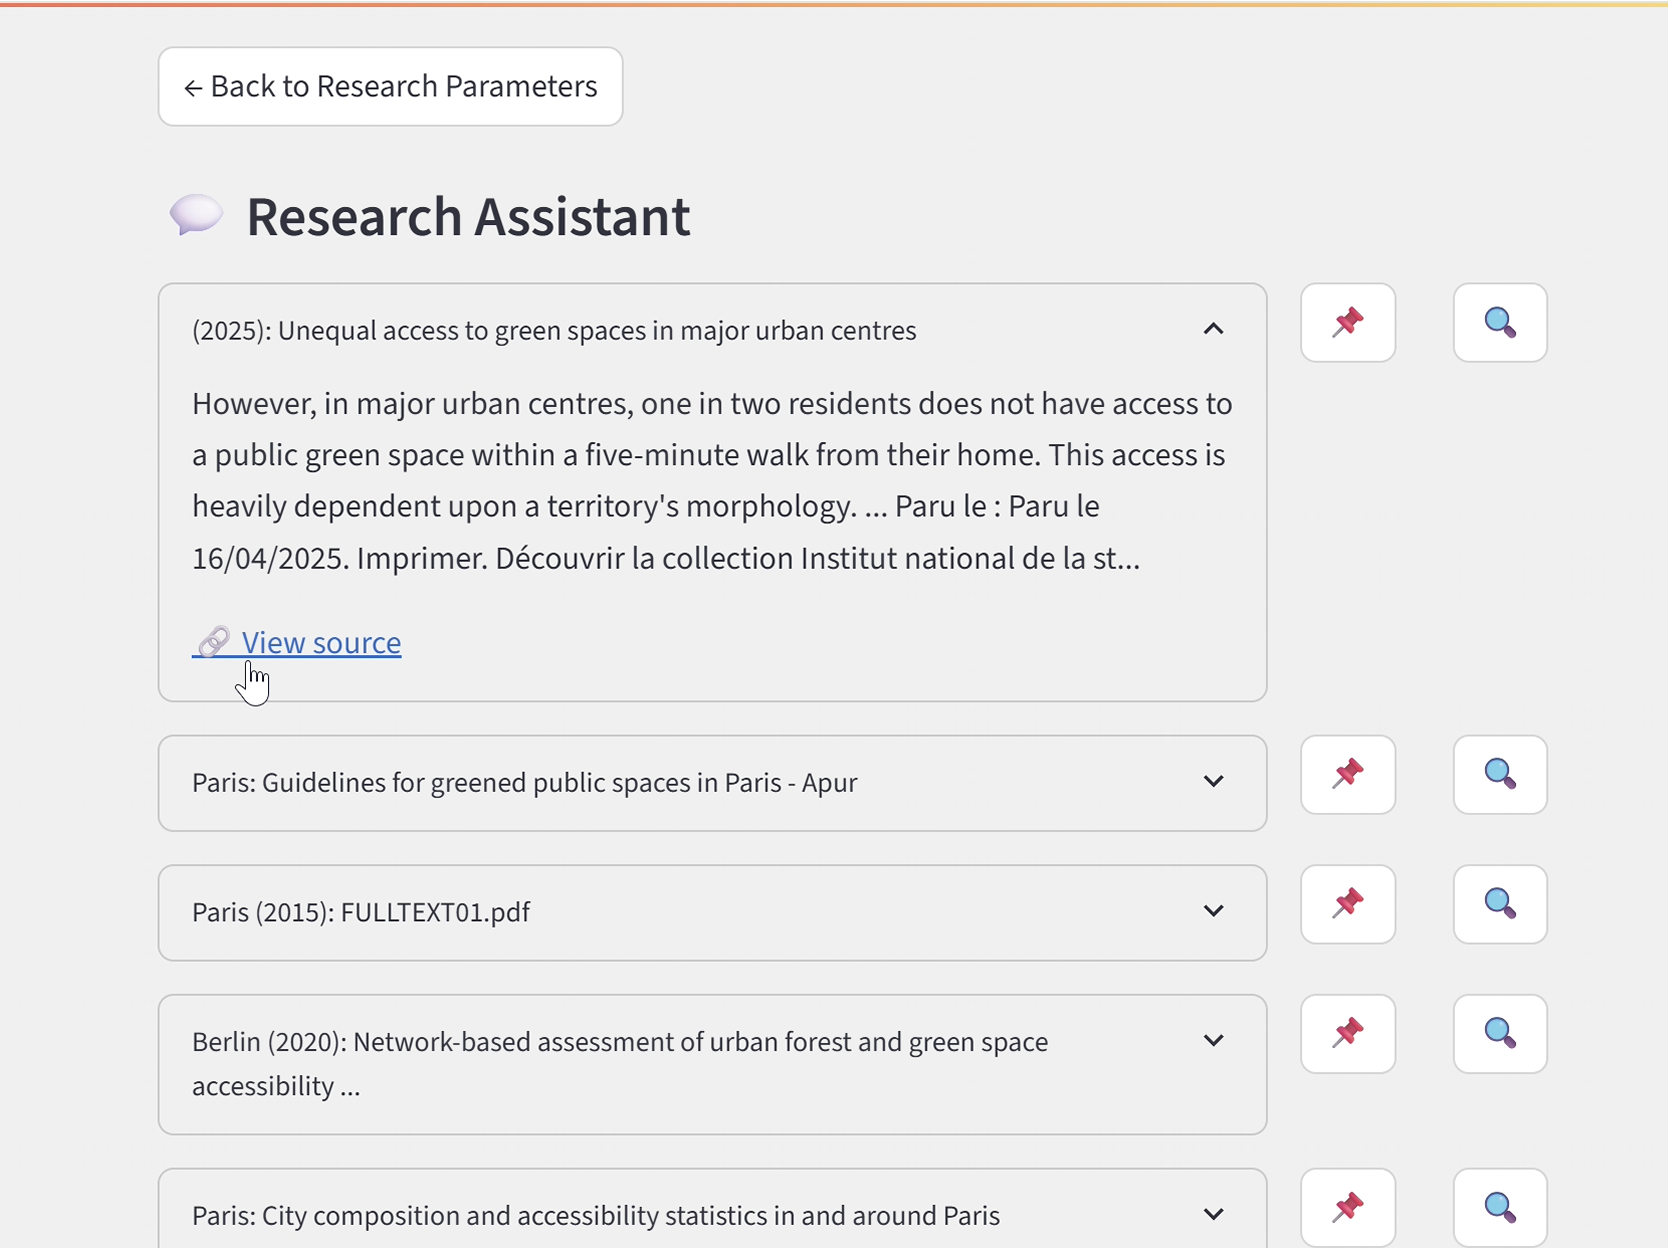 ← Back to Research Parameters
Research Assistant
(2025): Unequal access to green spaces in major urban centres
However, in major urban centres, one in two residents does not have access to
a public green space within a five-minute walk from their home. This access is
heavily dependent upon a territory's morphology. ... Paru le : Paru le
16/04/2025. Imprimer. Découvrir la collection Institut national de la st...
View source
Paris: Guidelines for greened public spaces in Paris - Apur
Paris (2015): FULLTEXT01.pdf
Berlin (2020): Network-based assessment of urban forest and green space
accessibility ...
Paris: City composition and accessibility statistics in and around Paris